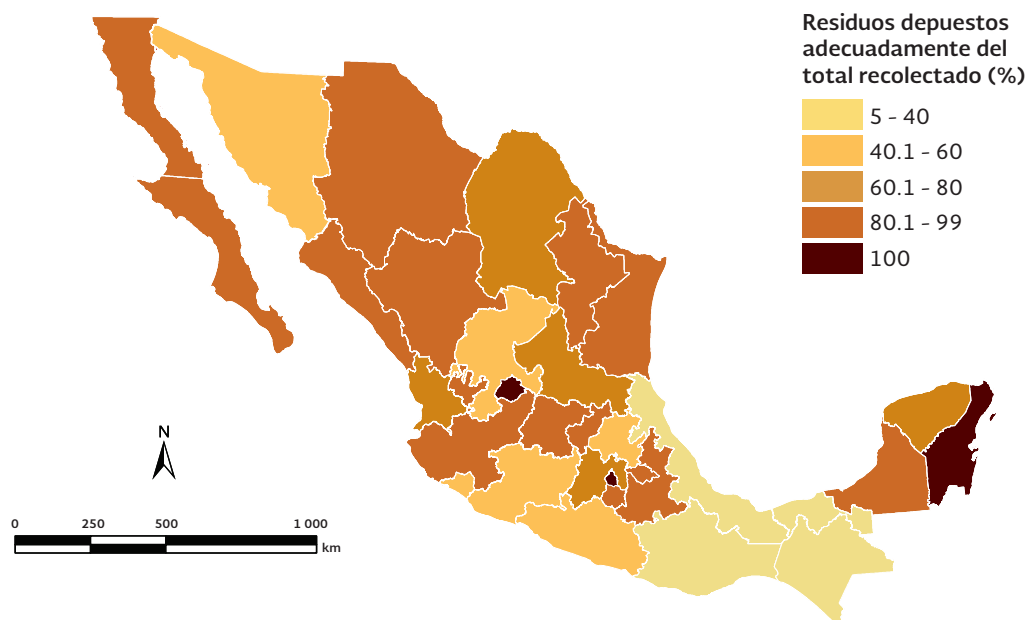 Residuos depuestos
adecuadamente del
total recolectado (%)
5 - 40
40.1 - 60
60.1 - 80
80.1 - 99
100
N
0 250 500 1 000
km